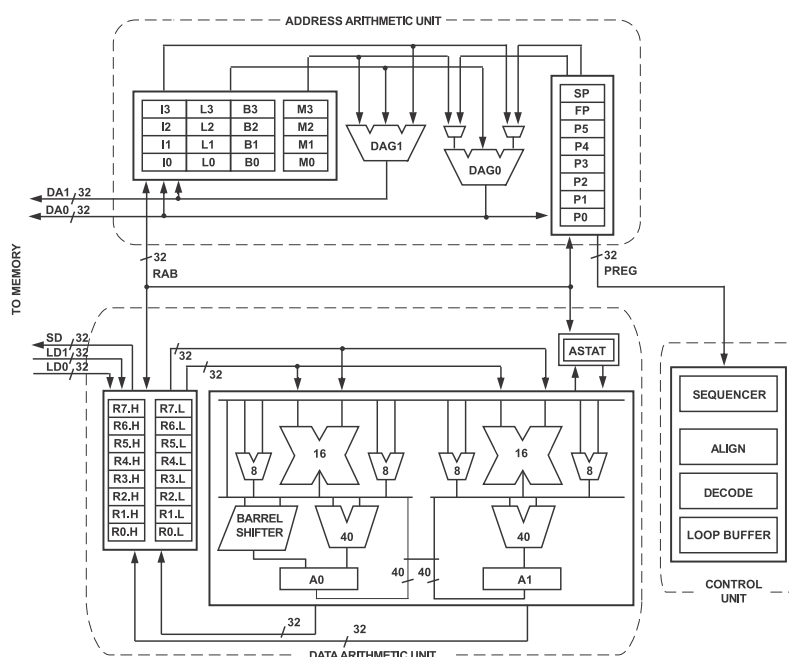 ADDRESS ARITHMETIC UNIT
I3 L3 B3 M3
I2 L2 B2 M2
I1 L1 B1 M1
I0 L0 B0 M0
DAG1
DAG0
SP
FP
P5
P4
P3
P2
P1
P0
DA1 32
DA0 32
32
RAB
32
PREG
TO MEMORY
SD 32
LD1 32
LD0 32
32
32
ASTAT
R7.H R7.L
R6.H R6.L
R5.H R5.L
R4.H R4.L
R3.H R3.L
R2.H R2.L
R1.H R1.L
R0.H R0.L
16
16
8
8
8
8
BARREL
SHIFTER
40
40
40
40
A0
A1
32
32
DATA ARITHMETIC UNIT
SEQUENCER
ALIGN
DECODE
LOOP BUFFER
CONTROL
UNIT